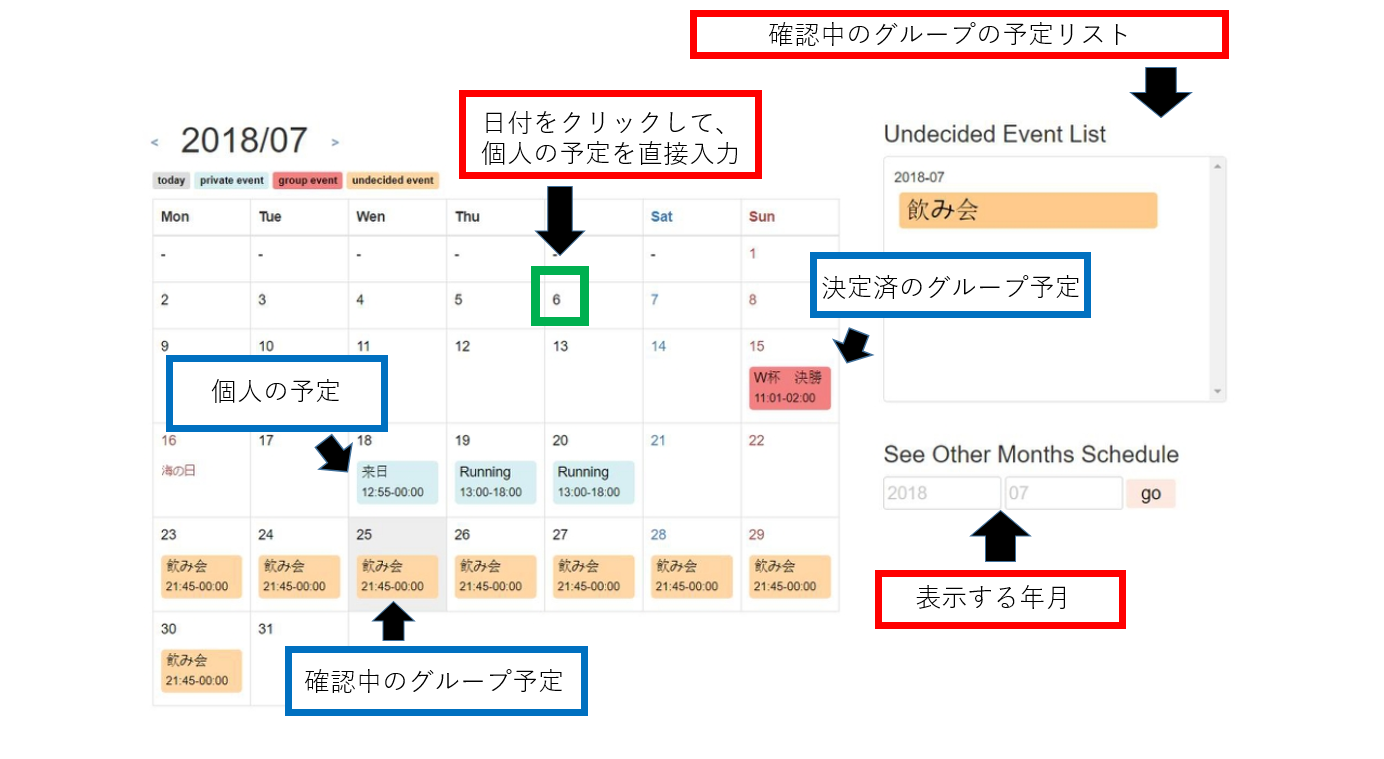 確認中のグループの予定リスト
日付をクリックして、
個人の予定を直接入力
< 2018/07 >
today private event group event undecided event
Undecided Event List
2018-07
飲み会
Mon Tue Wen Thu Sat Sun
- - - - - - 1
2 3 4 5 6 7 8
決定済のグループ予定
9 10 11 12 13 14 15
W杯 決勝
11:01-02:00
個人の予定
16 17 18 19 20 21 22
海の日 来日 Running Running
12:55-00:00 13:00-18:00 13:00-18:00
See Other Months Schedule
2018 07 go
表示する年月
23 24 25 26 27 28 29
飲み会 飲み会 飲み会 飲み会 飲み会 飲み会 飲み会
21:45-00:00 21:45-00:00 21:45-00:00 21:45-00:00 21:45-00:00 21:45-00:00 21:45-00:00
30 31
飲み会
21:45-00:00
確認中のグループ予定